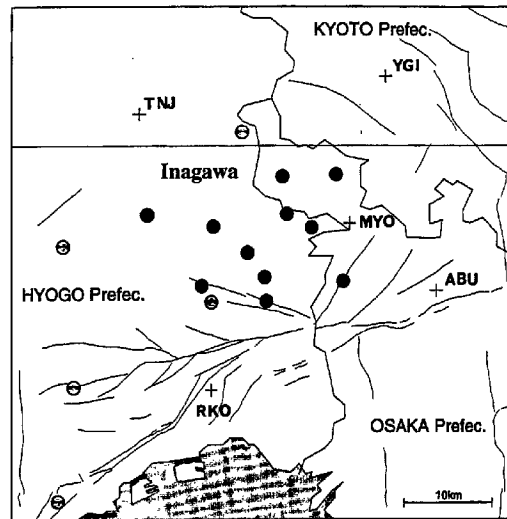 KYOTO Prefec.
YGI
TNJ
Inagawa
MYO
HYOGO Prefec.
ABU
RKO
OSAKA Prefec.
10km